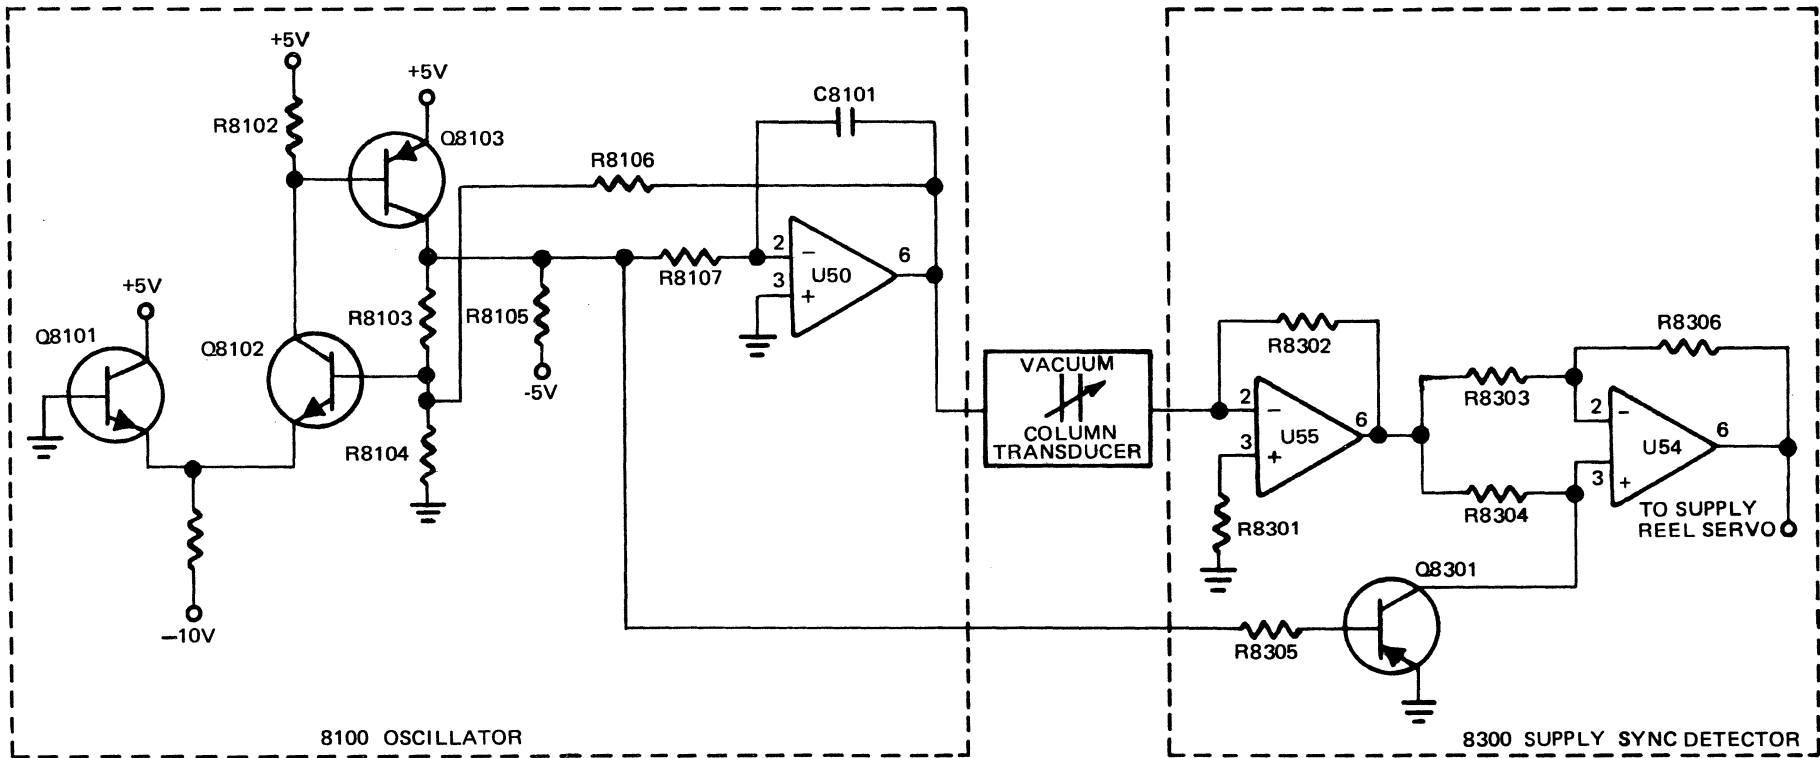 +5V
+5V
R8102
Q8103
C8101
R8106
2
−
6
R8107
3
+
U50
+5V
Q8101
Q8102
R8103
R8105
-5V
R8104
−10V
8100 OSCILLATOR
VACUUM
COLUMN
TRANSDUCER
R8302
2
−
6
3
+
U55
R8301
R8303
R8304
R8306
2
−
6
U54
3
+
TO SUPPLY
REEL SERVO
Q8301
R8305
8300 SUPPLY SYNC DETECTOR